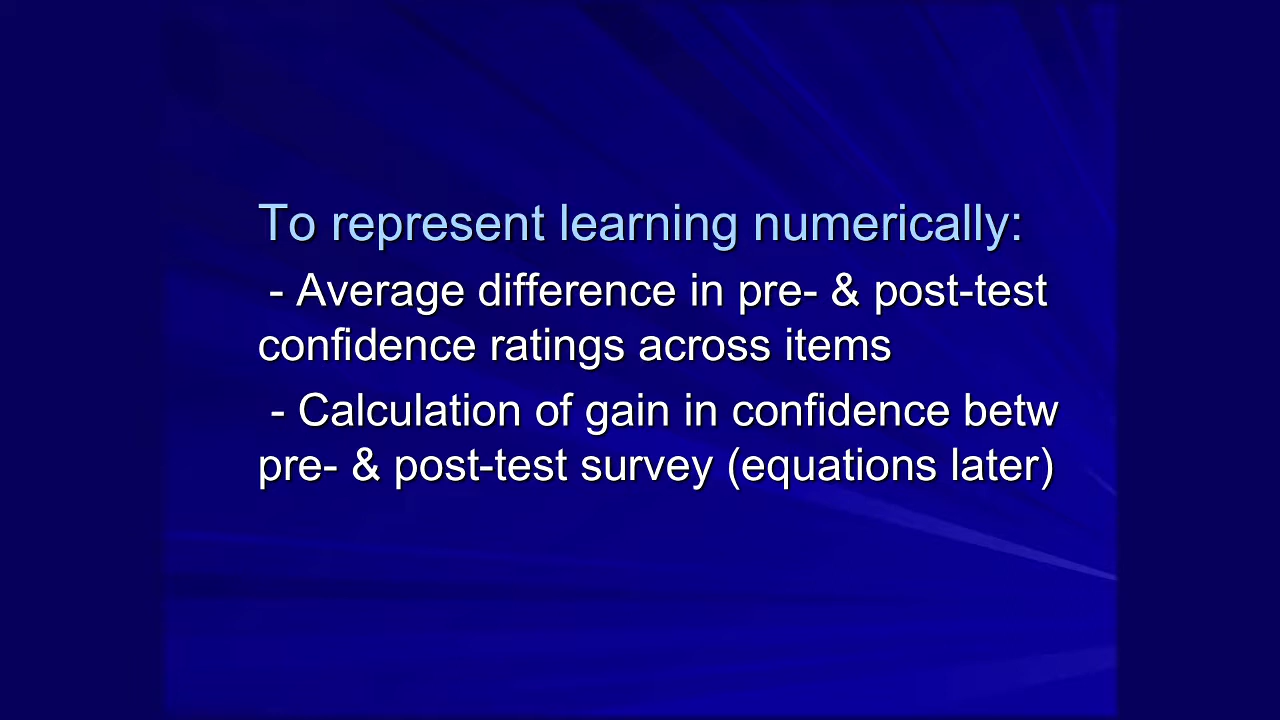 To represent learning numerically:
- Average difference in pre- & post-test
confidence ratings across items
- Calculation of gain in confidence betw
pre- & post-test survey (equations later)